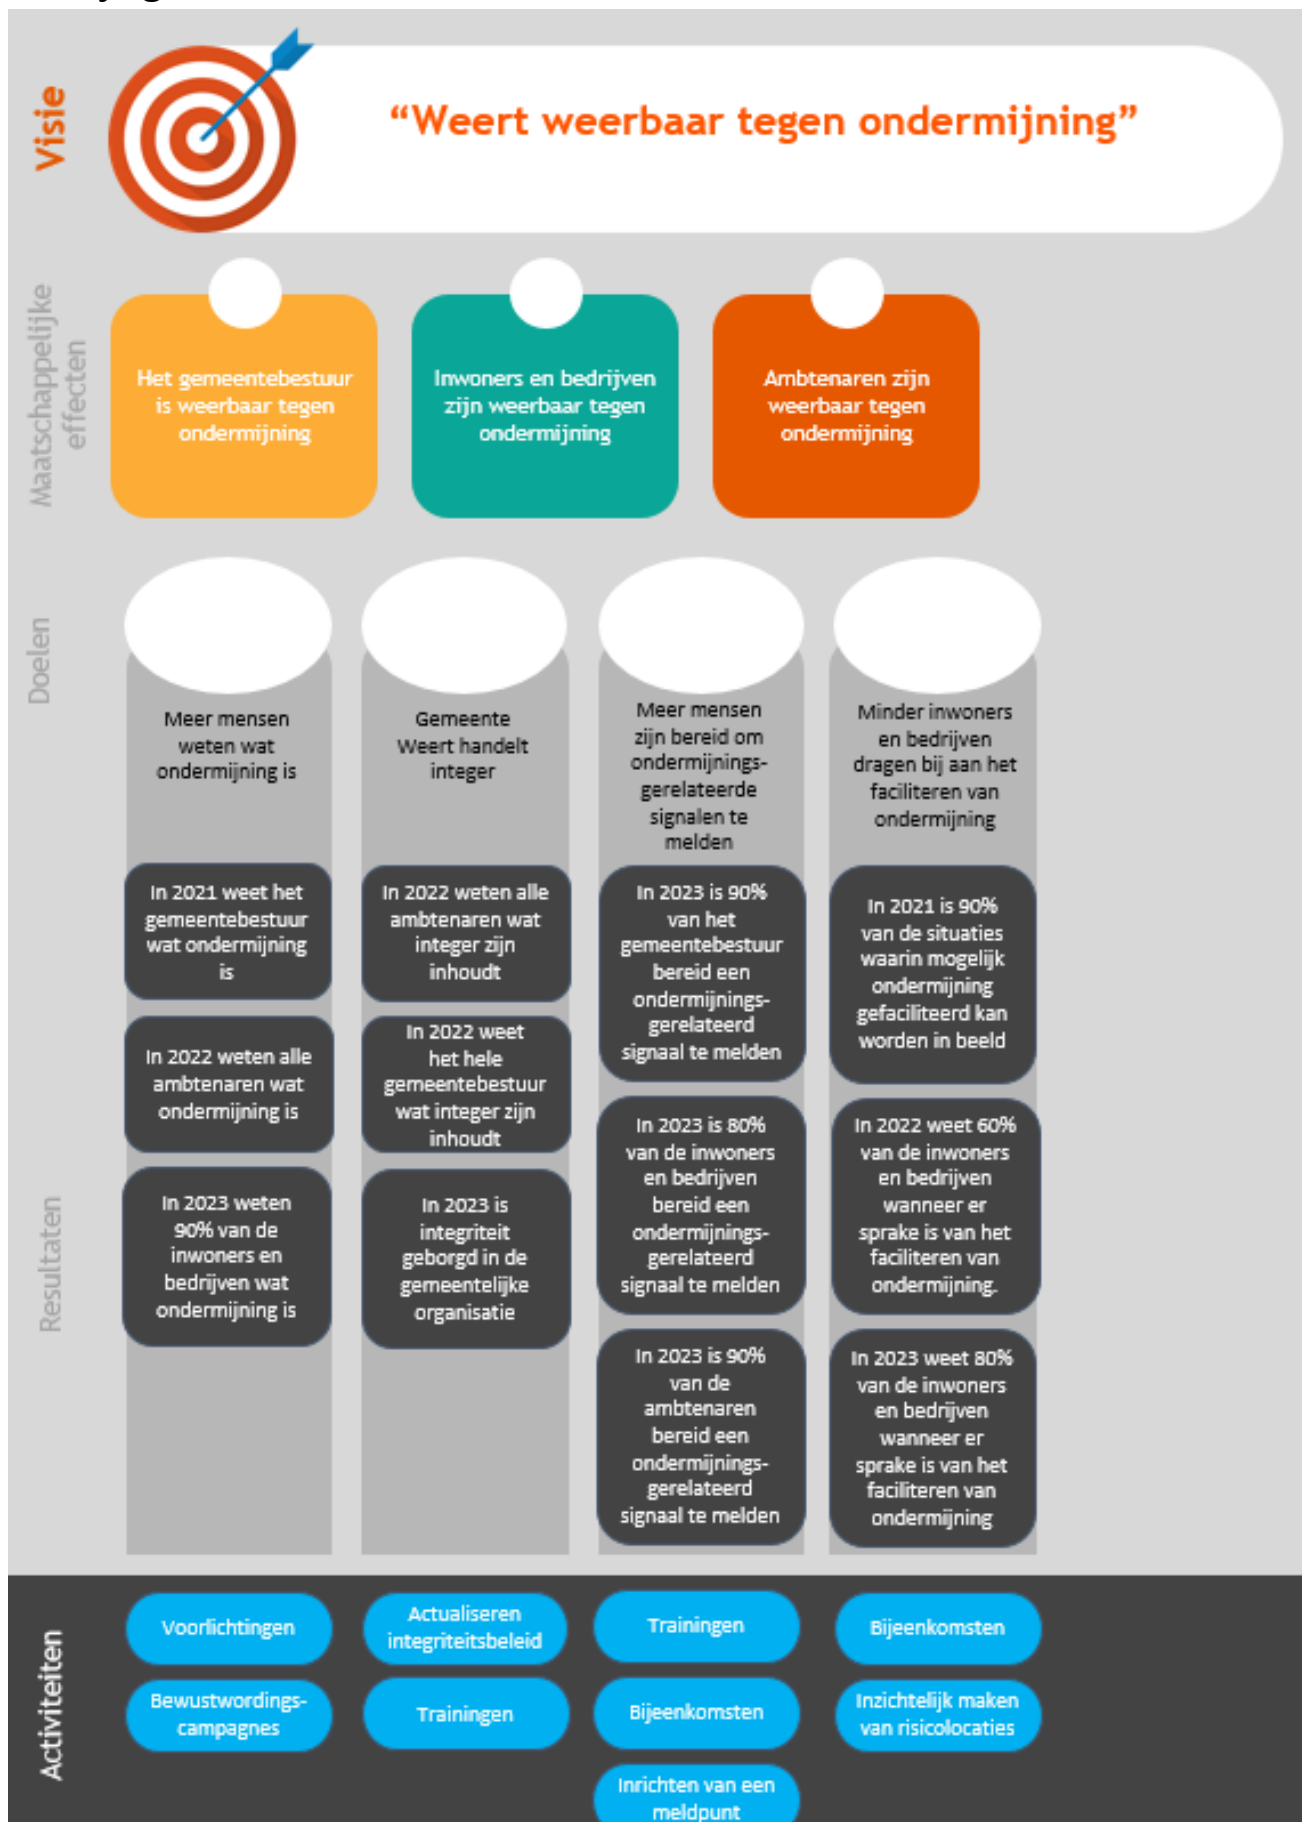 Visie
“Weert weerbaar tegen ondermijning”
Maatschappelijke
effecten
Het gemeentebestuur
is weerbaar tegen
ondermijning
Inwoners en bedrijven
zijn weerbaar tegen
ondermijning
Ambtenaren zijn
weerbaar tegen
ondermijning
Doelen
Meer mensen
weten wat
ondermijning is
Gemeente
Weert handelt
integer
Meer mensen
zijn bereid om
ondermijnings-
gerelateerde
signalen te
melden
Minder inwoners
en bedrijven
dragen bij aan het
faciliteren van
ondermijning
Resultaten
In 2021 weet het
gemeentebestuur
wat ondermijning
is
In 2022 weten alle
ambtenaren wat
ondermijning is
In 2023 weten
90% van de
inwoners en
bedrijven wat
ondermijning is
In 2022 weten alle
ambtenaren wat
integer zijn
inhoudt
In 2022 weet
het hele
gemeentebestuur
wat integer zijn
inhoudt
In 2023 is
integriteit
geborgd in de
gemeentelijke
organisatie
In 2023 is 90%
van het
gemeentebestuur
bereid een
ondermijnings-
gerelateerd
signaal te melden
In 2023 is 80%
van de inwoners
en bedrijven
bereid een
ondermijnings-
gerelateerd
signaal te melden
In 2023 is 90%
van de
ambtenaren
bereid een
ondermijnings-
gerelateerd
signaal te melden
In 2021 is 90%
van de situaties
waarin mogelijk
ondermijning
gefaciliteerd kan
worden in beeld
In 2022 weet 60%
van de inwoners
en bedrijven
wanneer er
sprake is van het
faciliteren van
ondermijning.
In 2023 weet 80%
van de inwoners
en bedrijven
wanneer er
sprake is van het
faciliteren van
ondermijning
Activiteiten
Voorlichtingen
Bewustwordings-
campagnes
Actualiseren
integriteitsbeleid
Trainingen
Trainingen
Bijeenkomsten
Inrichten van een
meldpunt
Bijeenkomsten
Inzichtelijk maken
van risicolocaties